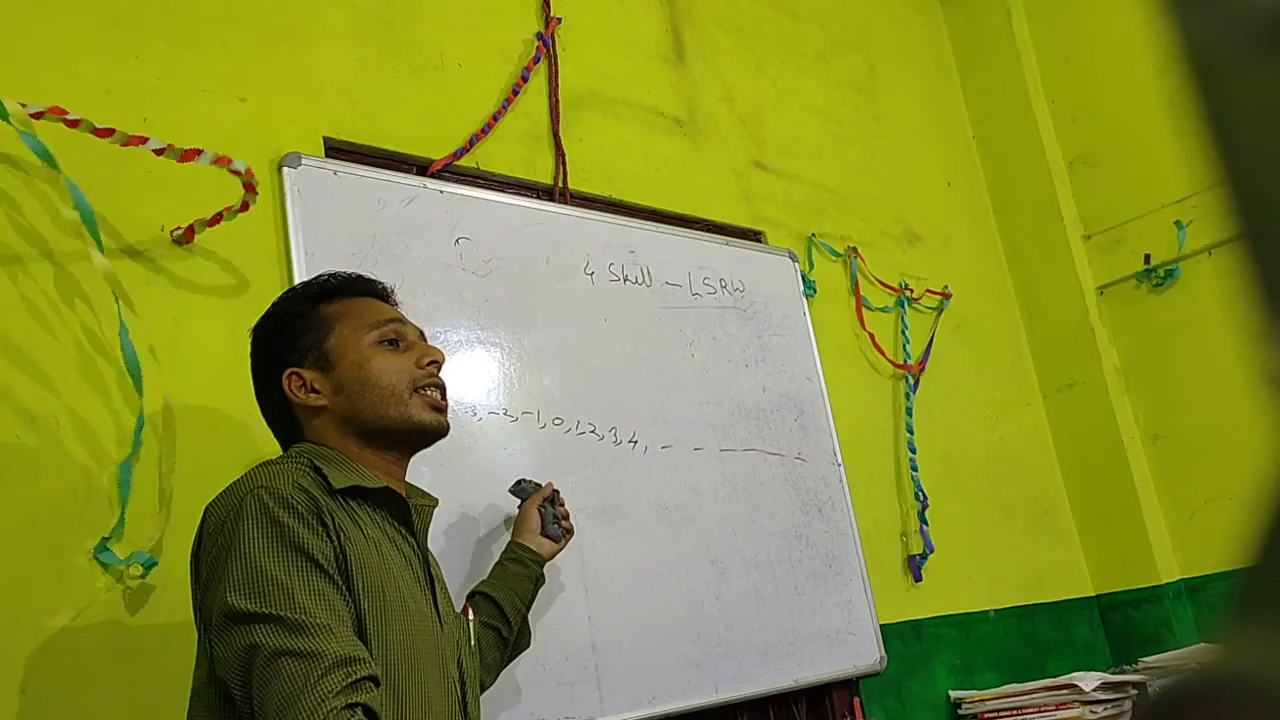 4 Skill - LSRW
-3, -2, -1, 0, 1, 2, 3, 4, - - ——